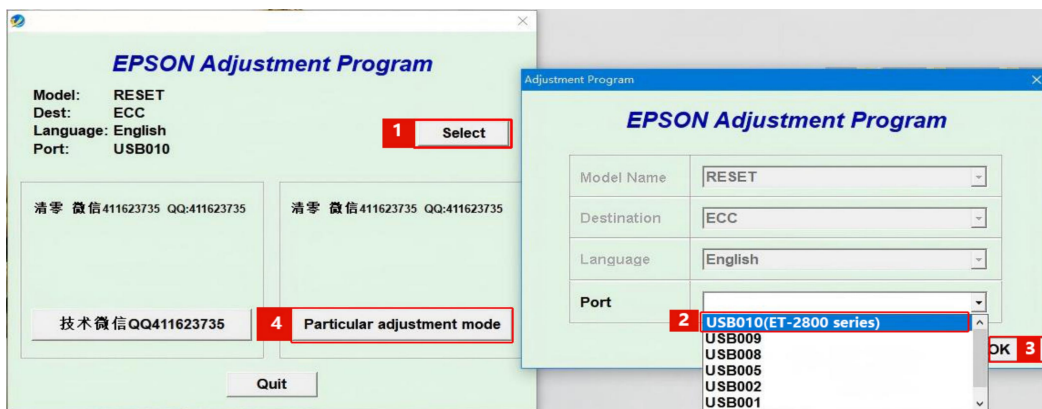 EPSON Adjustment Program
Model: RESET
Dest: ECC
Language: English
Port: USB010
1 Select
清零 微信411623735 QQ:411623735
清零 微信411623735 QQ:411623735
技术微信QQ411623735
4 Particular adjustment mode
Quit
Adjustment Program
EPSON Adjustment Program
Model Name RESET
Destination ECC
Language English
Port
2 USB010(ET-2800 series)
USB009
USB008
USB005
USB002
USB001
OK 3